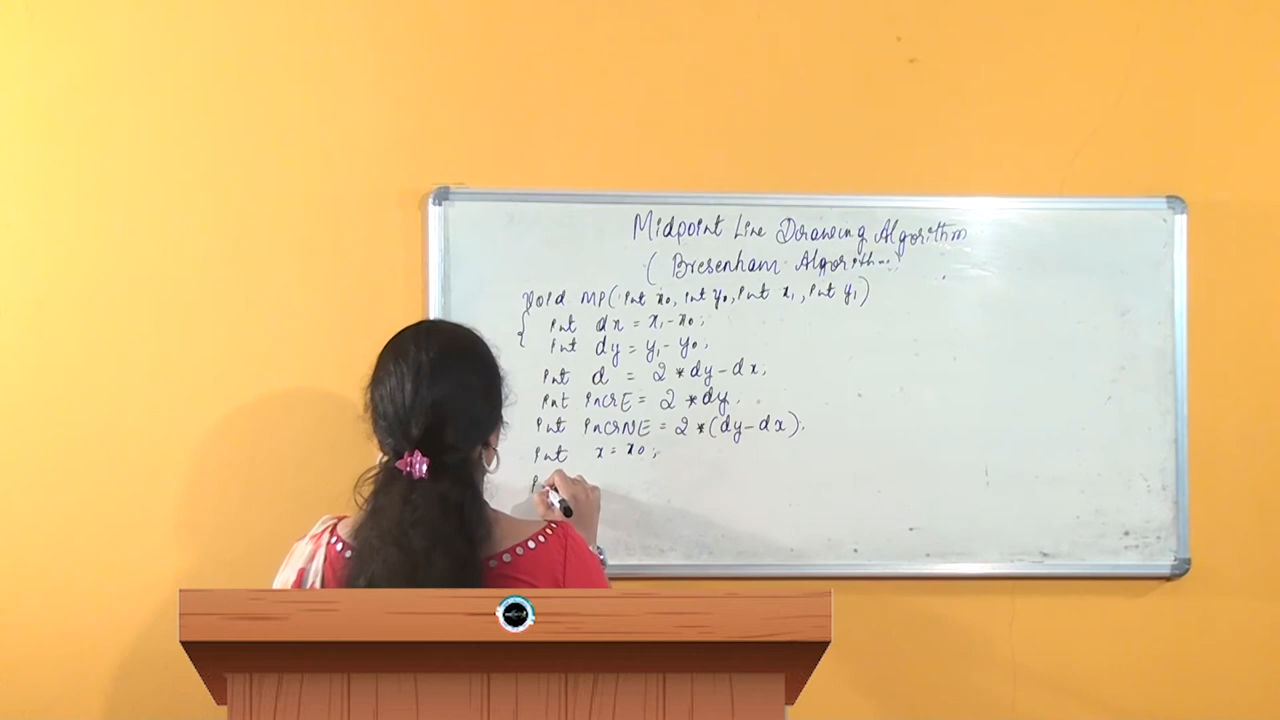 Midpoint Line Drawing Algorithm
( Bresenham Algorithm)
void MP(int x0, int y0, int x1, int y1)
{ int dx = x1 - x0;
int dy = y1 - y0;
int d = 2 * dy - dx;
int incrE = 2 * dy;
int incrNE = 2 * (dy - dx);
int x = x0;